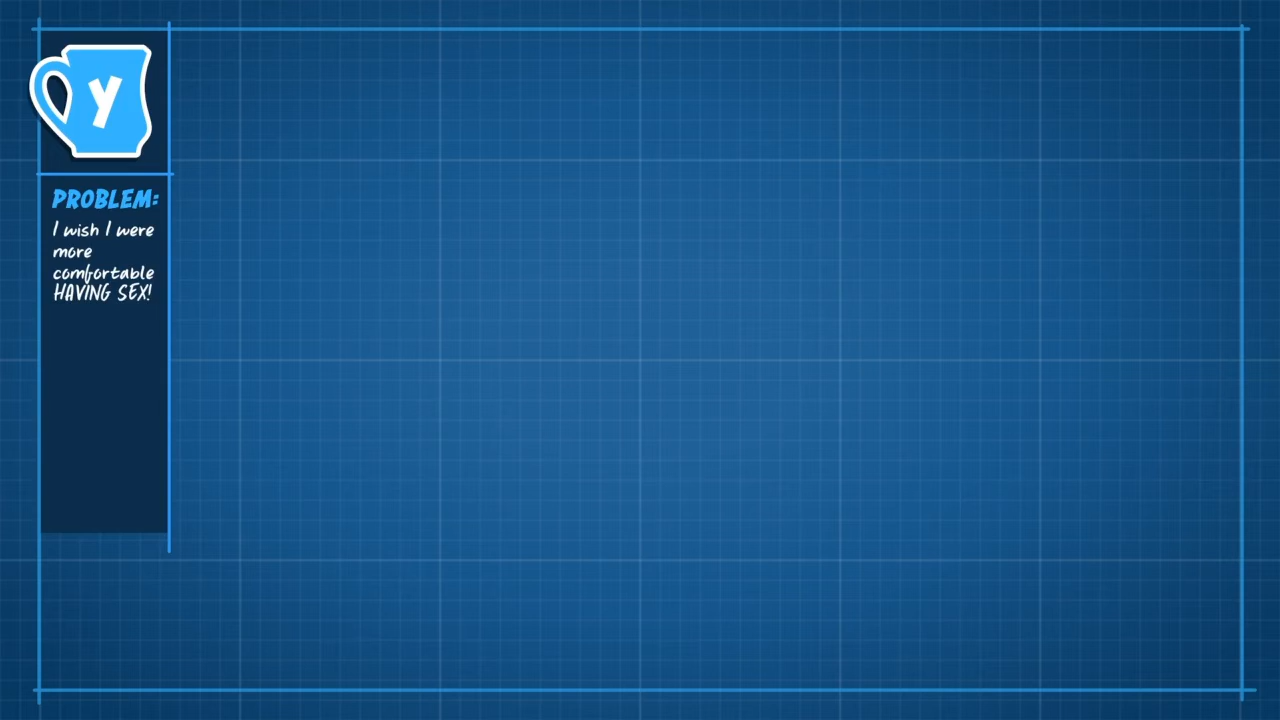 Y
PROBLEM:
I wish I were
more
comfortable
HAVING SEX!